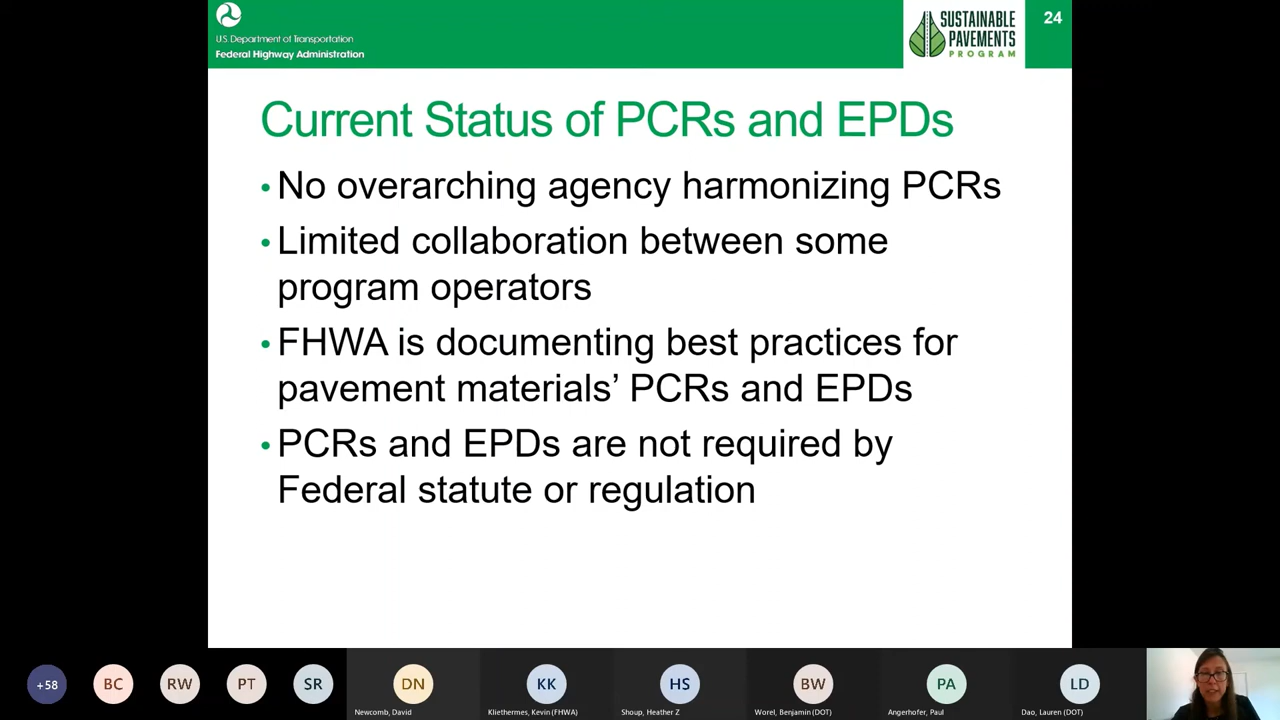 U.S. Department of Transportation
Federal Highway Administration
SUSTAINABLE
PAVEMENTS
PROGRAM
24
Current Status of PCRs and EPDs
• No overarching agency harmonizing PCRs
• Limited collaboration between some
program operators
• FHWA is documenting best practices for
pavement materials’ PCRs and EPDs
• PCRs and EPDs are not required by
Federal statute or regulation
+58
BC
RW
PT
SR
DN
KK
HS
BW
PA
LD
Newcomb, David
Kliethermes, Kevin (FHWA)
Shoup, Heather Z
Worel, Benjamin (DOT)
Angerhofer, Paul
Dao, Lauren (DOT)